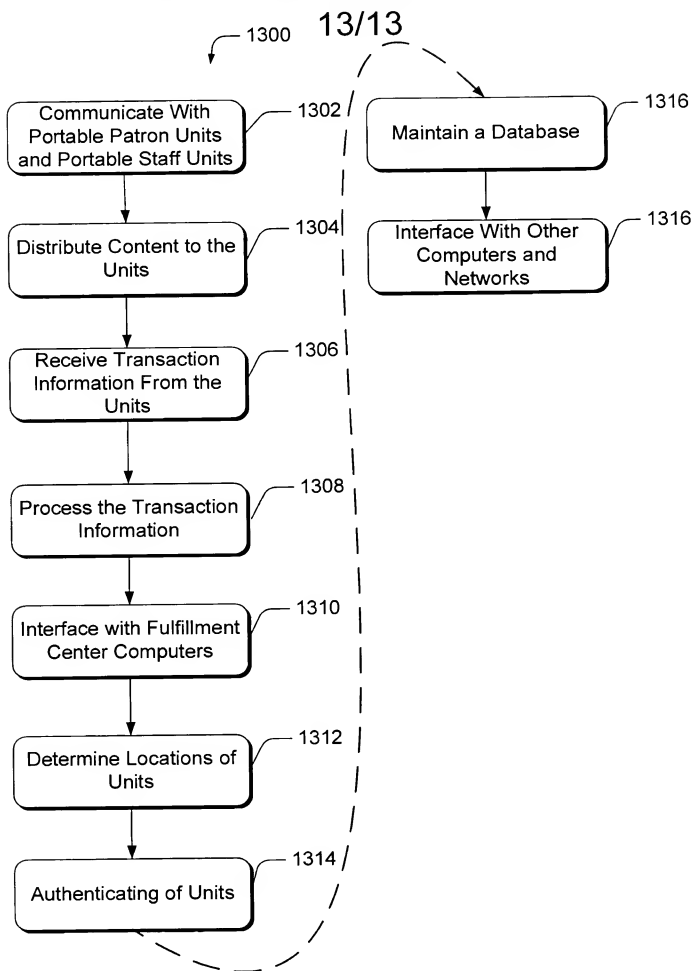 13/13
1300
Communicate With
Portable Patron Units
and Portable Staff Units
1302
Distribute Content to the
Units
1304
Receive Transaction
Information From the
Units
1306
Process the Transaction
Information
1308
Interface with Fulfillment
Center Computers
1310
Determine Locations of
Units
1312
Authenticating of Units
1314
Maintain a Database
1316
Interface With Other
Computers and
Networks
1316